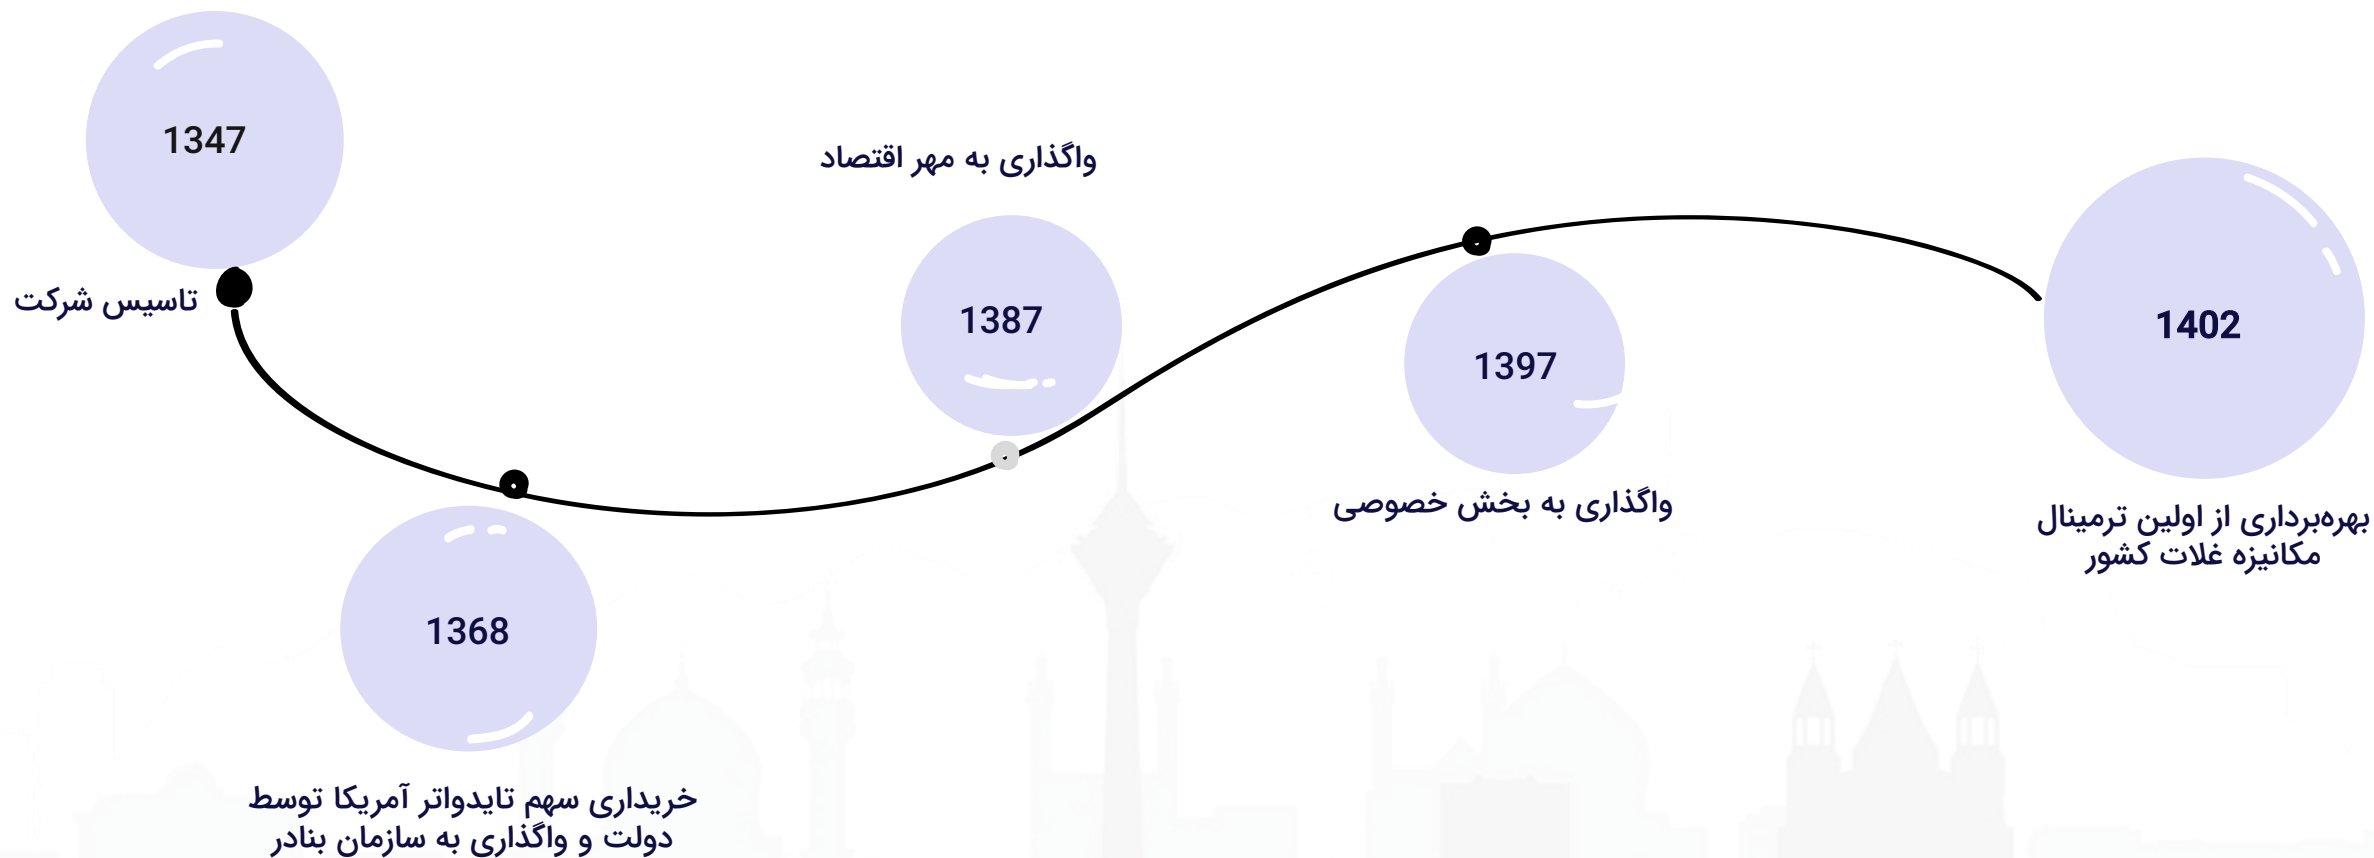 1347
تاسیس شرکت
1368
خریداری سهم تایدواتر آمریکا توسط
دولت و واگذاری به سازمان بنادر
واگذاری به مهر اقتصاد
1387
1397
واگذاری به بخش خصوصی
1402
بهره‌برداری از اولین ترمینال
مکانیزه غلات کشور